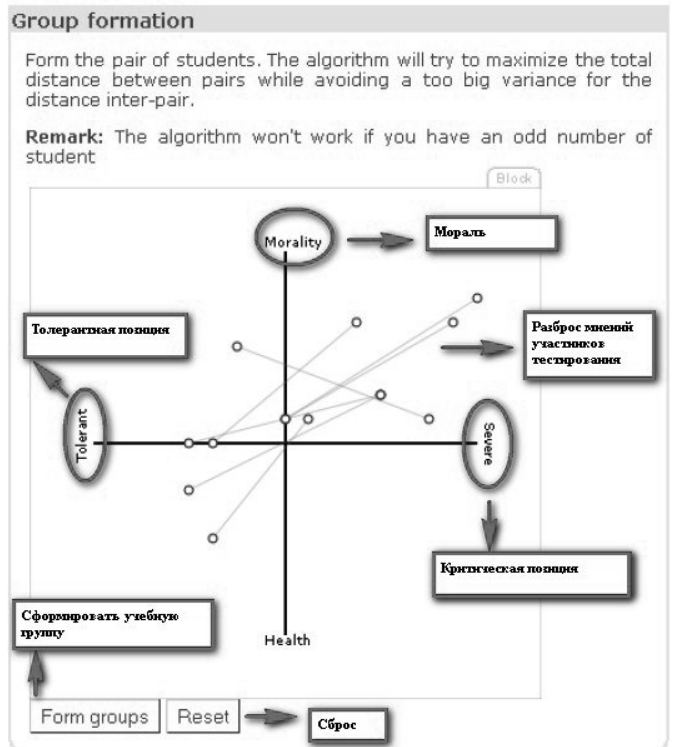 Group formation
Form the pair of students. The algorithm will try to maximize the total
distance between pairs while avoiding a too big variance for the
distance inter-pair.
Remark: The algorithm won't work if you have an odd number of
student
Block
Morality
Мораль
Толерантная позиция
Разброс мнений
участников
тестирования
Tolerant
Severe
Критическая позиция
Сформировать учебную
группу
Health
Form groups
Reset
Сброс